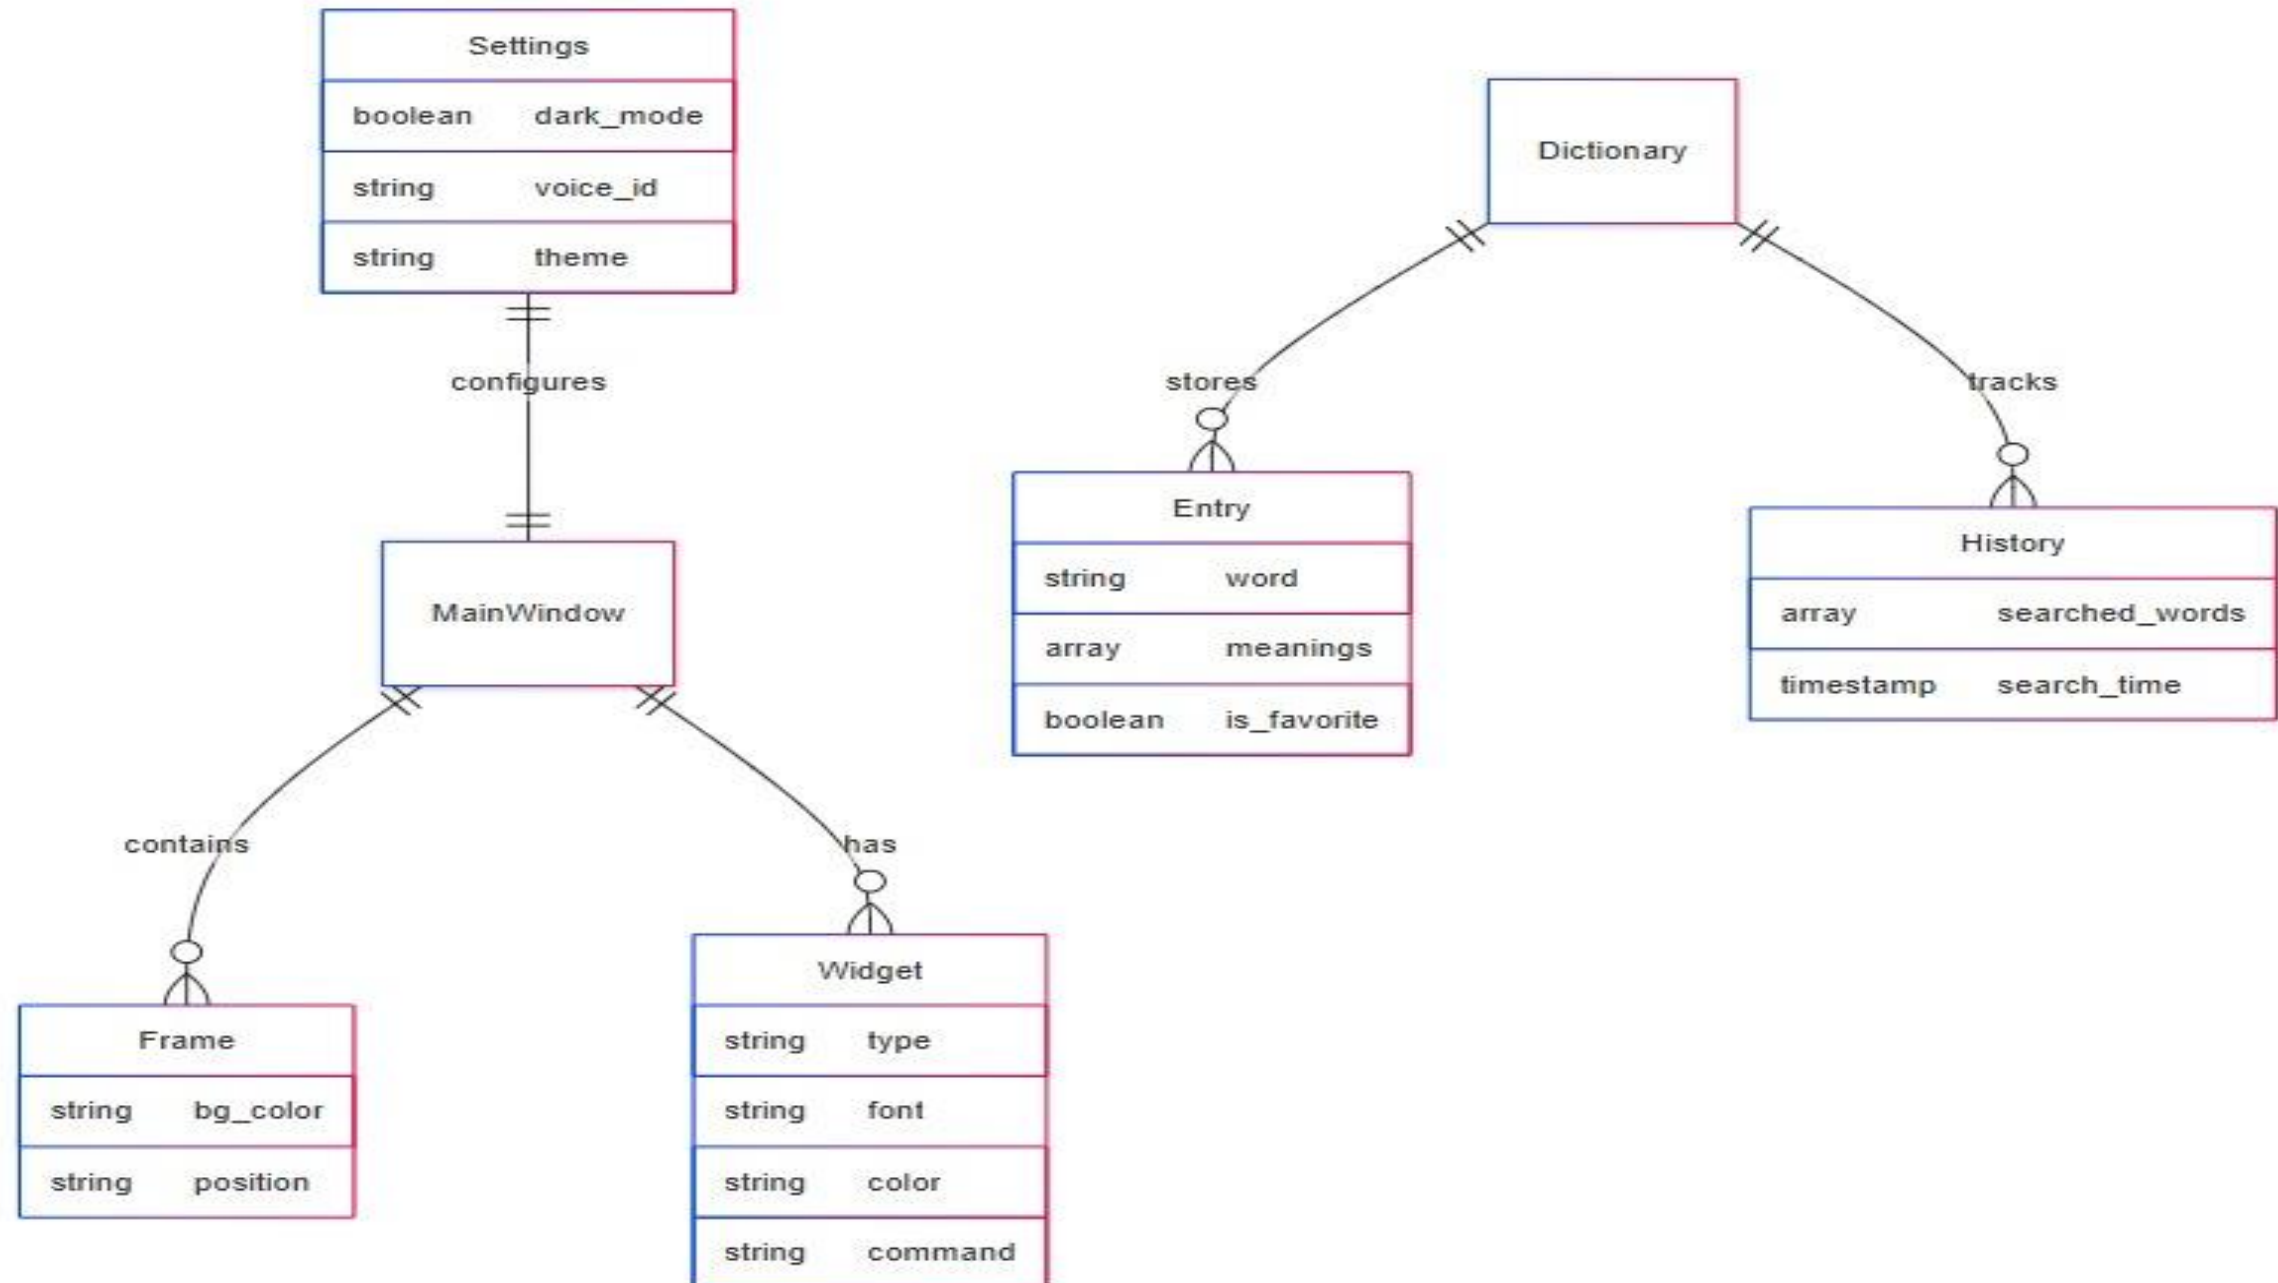 Settings
boolean dark_mode
string voice_id
string theme
configures
MainWindow
contains
has
Frame
string bg_color
string position
Widget
string type
string font
string color
string command
Dictionary
stores
tracks
Entry
string word
array meanings
boolean is_favorite
History
array searched_words
timestamp search_time